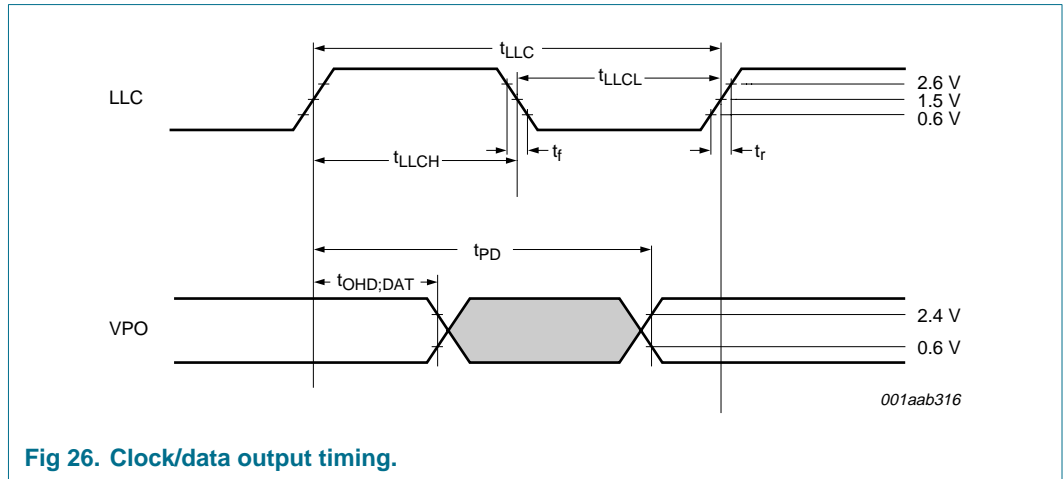 tLLC
LLC
tLLCL
2.6 V
1.5 V
0.6 V
tLLCH
tf
tr
tPD
tOHD;DAT
VPO
2.4 V
0.6 V
001aab316
Fig 26. Clock/data output timing.